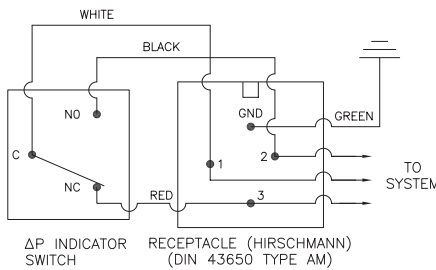 WHITE
BLACK
NO
GND
GREEN
C
1
2
TO
SYSTEM
NC
RED
3
ΔP INDICATOR
SWITCH
RECEPTACLE (HIRSCHMANN)
(DIN 43650 TYPE AM)